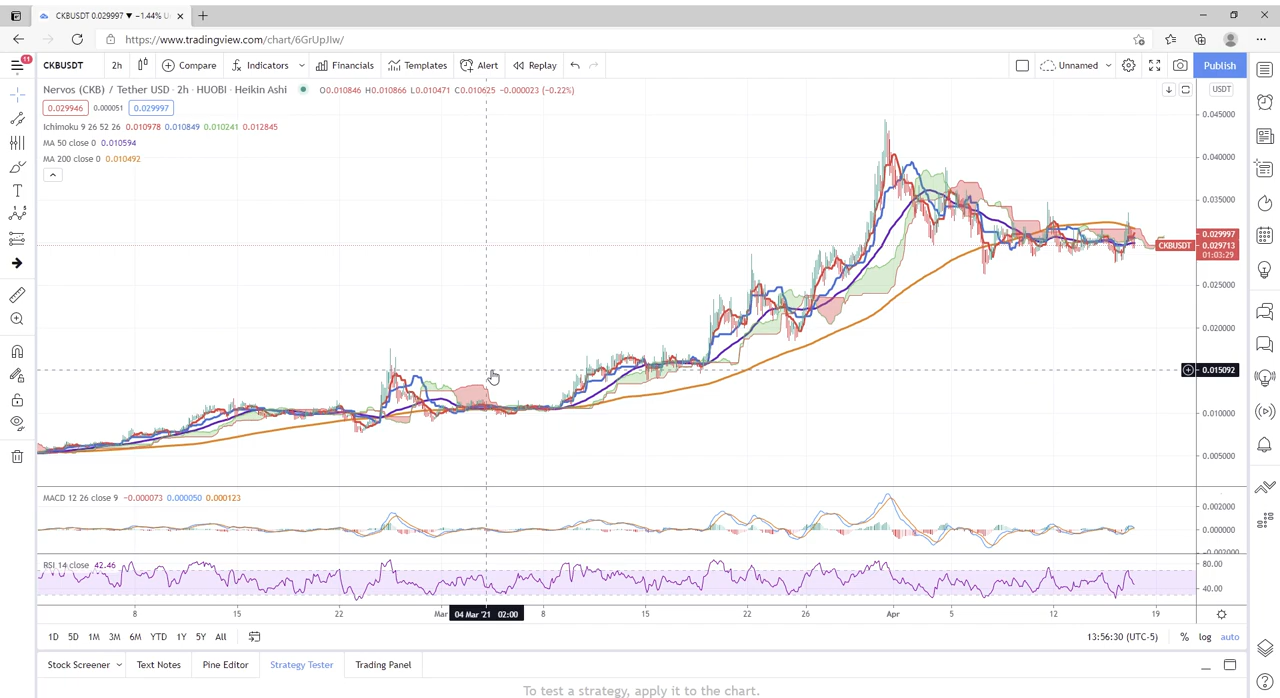 CKBUSDT 0.029997 ▼ −1.44% U
https://www.tradingview.com/chart/6GrUpJIw/
11
CKBUSDT 2h Compare Indicators Financials Templates Alert Replay Unnamed Publish
Nervos (CKB) / Tether USD · 2h · HUOBI · Heikin Ashi O0.010846 H0.010866 L0.010471 C0.010625 −0.000023 (−0.22%)
USDT
0.029946 0.000051 0.029997
Ichimoku 9 26 52 26 0.010978 0.010849 0.010241 0.012845
MA 50 close 0 0.010594
MA 200 close 0 0.010492
0.045000
0.040000
0.035000
0.029997
CKBUSDT 0.029713
01:03:29
0.025000
0.020000
0.015092
0.010000
0.005000
MACD 12 26 close 9 −0.000073 0.000050 0.000123
0.002000
0.000000
−0.002000
RSI 14 close 42.46
80.00
40.00
8 15 22 Mar 04 Mar '21 02:00 8 15 22 26 Apr 5 12 19
1D 5D 1M 3M 6M YTD 1Y 5Y All 13:56:30 (UTC-5) % log auto
Stock Screener Text Notes Pine Editor Strategy Tester Trading Panel
To test a strategy, apply it to the chart.